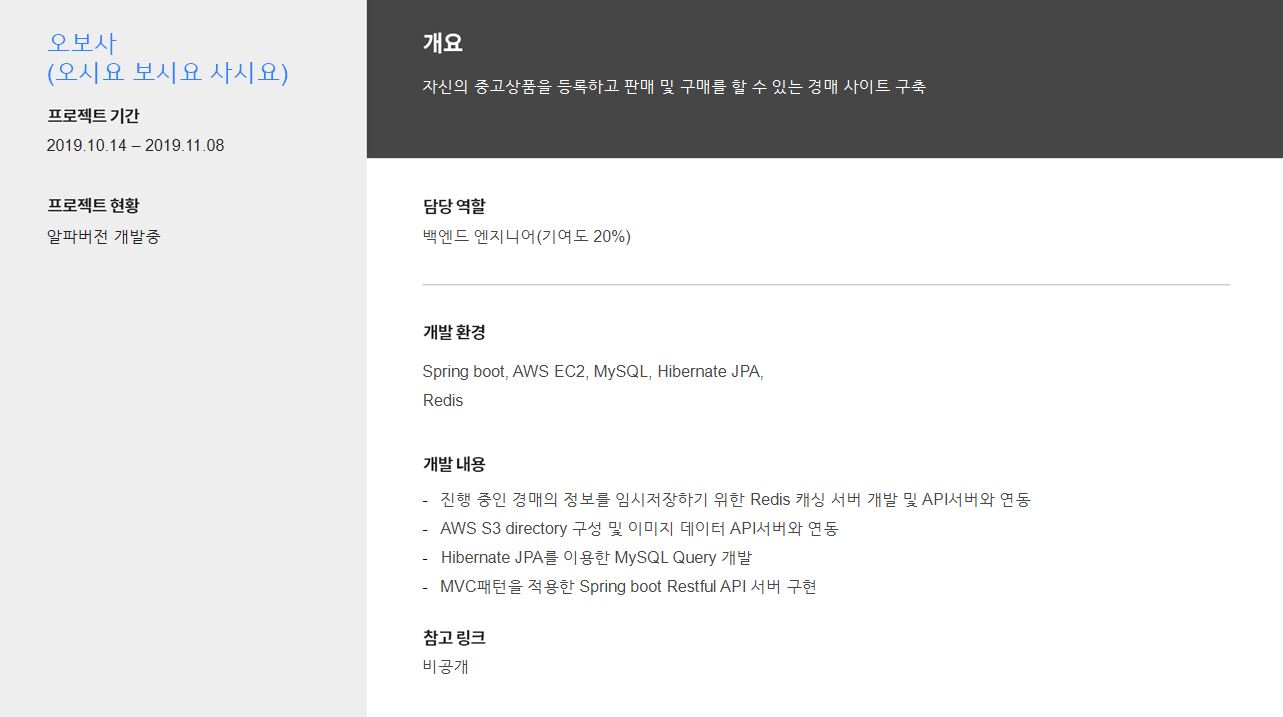 오보사
(오시요 보시요 사시요)
프로젝트 기간
2019.10.14 – 2019.11.08
프로젝트 현황
알파버전 개발중
개요
자신의 중고상품을 등록하고 판매 및 구매를 할 수 있는 경매 사이트 구축
담당 역할
백엔드 엔지니어(기여도 20%)
개발 환경
Spring boot, AWS EC2, MySQL, Hibernate JPA,
Redis
개발 내용
- 진행 중인 경매의 정보를 임시저장하기 위한 Redis 캐싱 서버 개발 및 API서버와 연동
- AWS S3 directory 구성 및 이미지 데이터 API서버와 연동
- Hibernate JPA를 이용한 MySQL Query 개발
- MVC패턴을 적용한 Spring boot Restful API 서버 구현
참고 링크
비공개